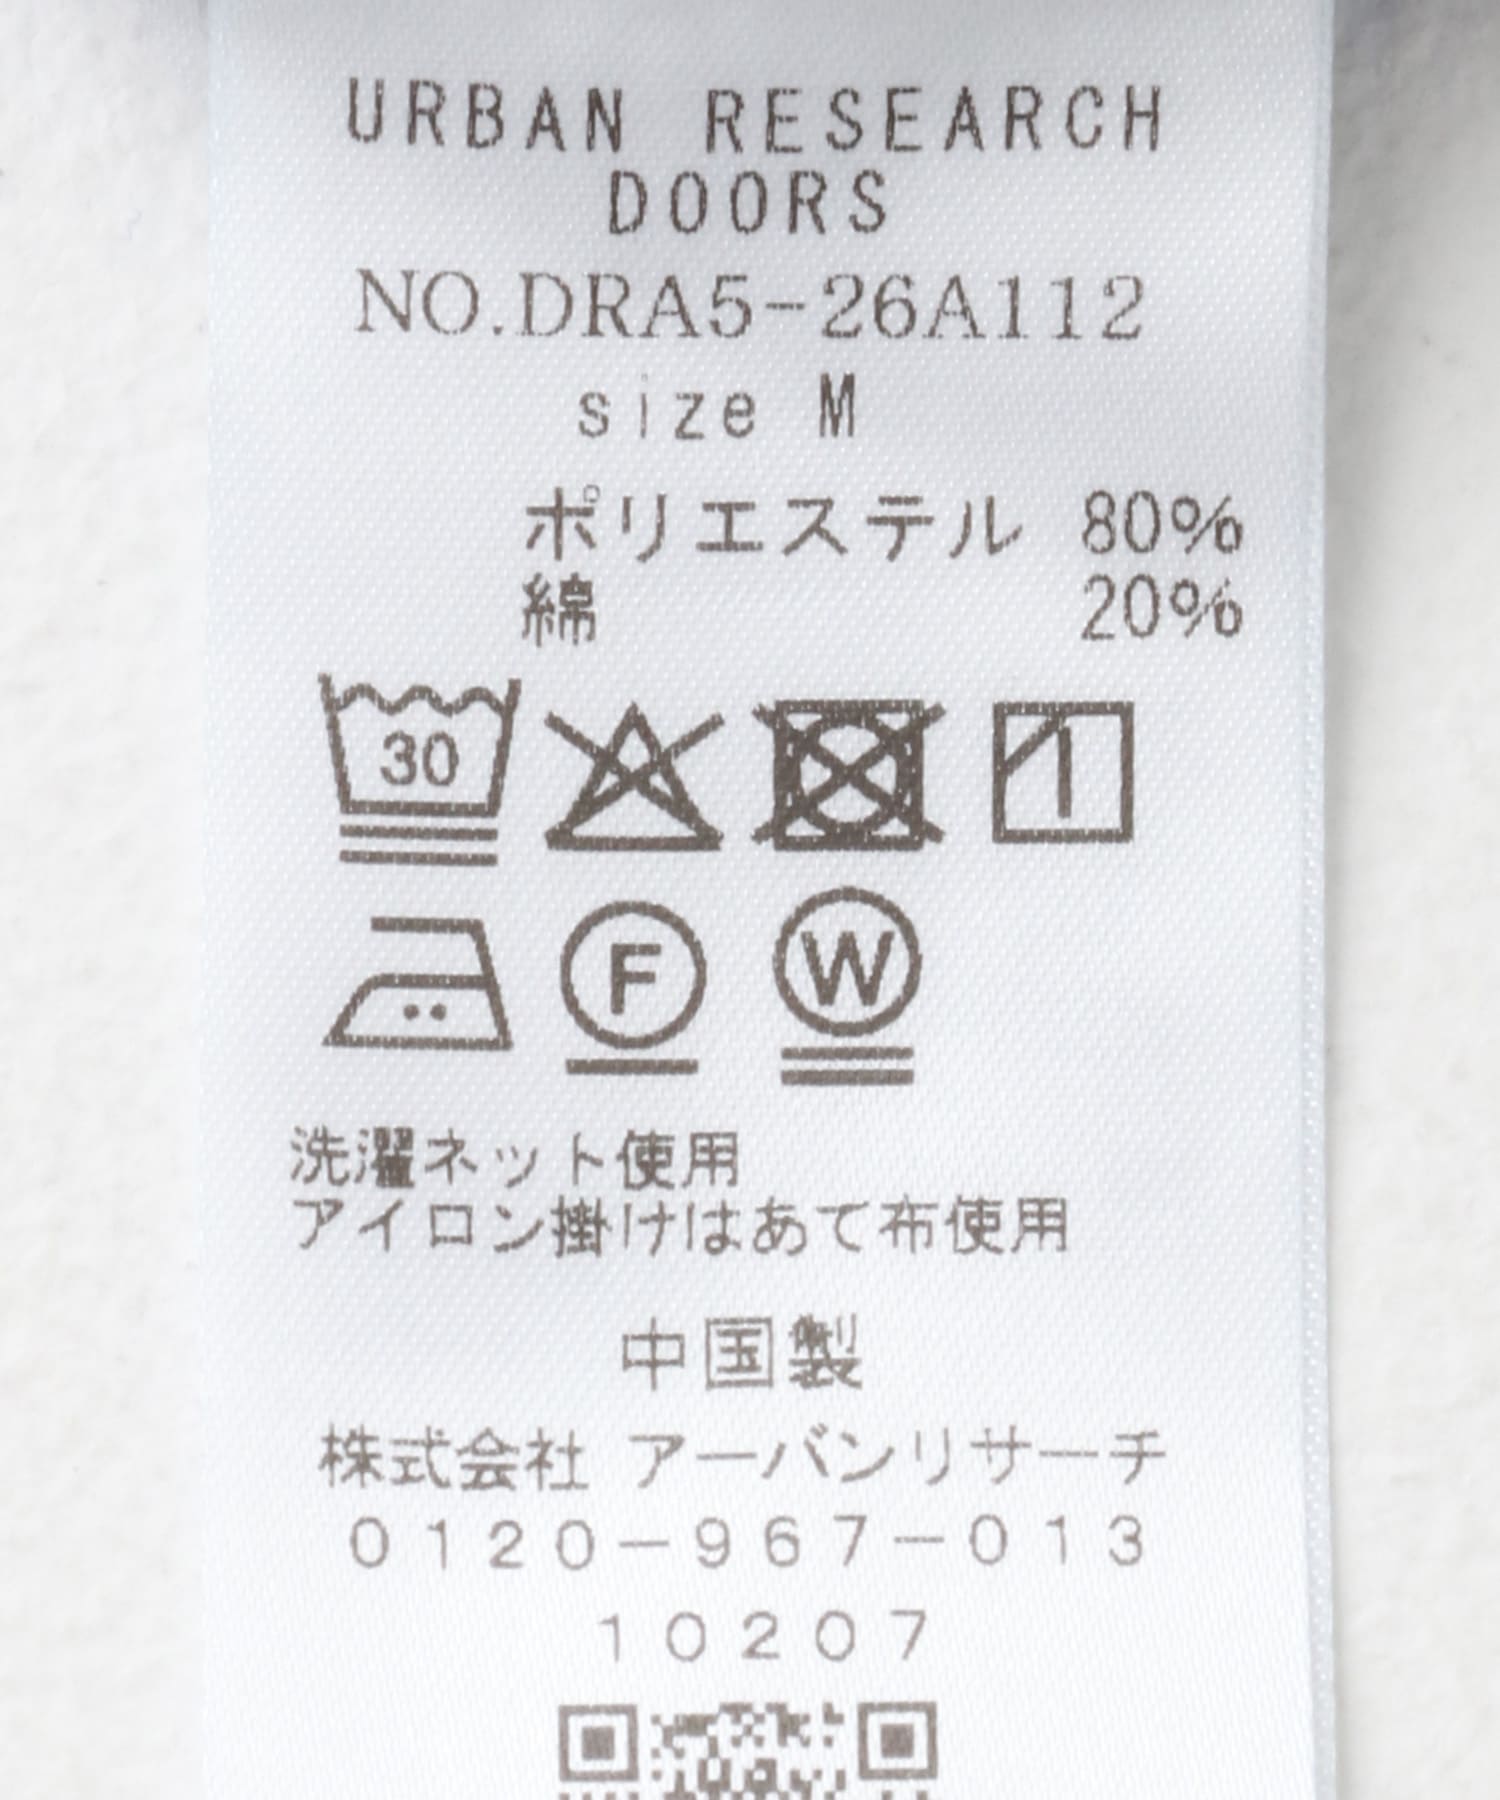 URBAN RESEARCH
DOORS
NO.DRA5-26A112
size M
ポリエステル 80%
綿 20%
30
F W
洗濯ネット使用
アイロン掛けはあて布使用
中国製
株式会社 アーバンリサーチ
0120-967-013
10207